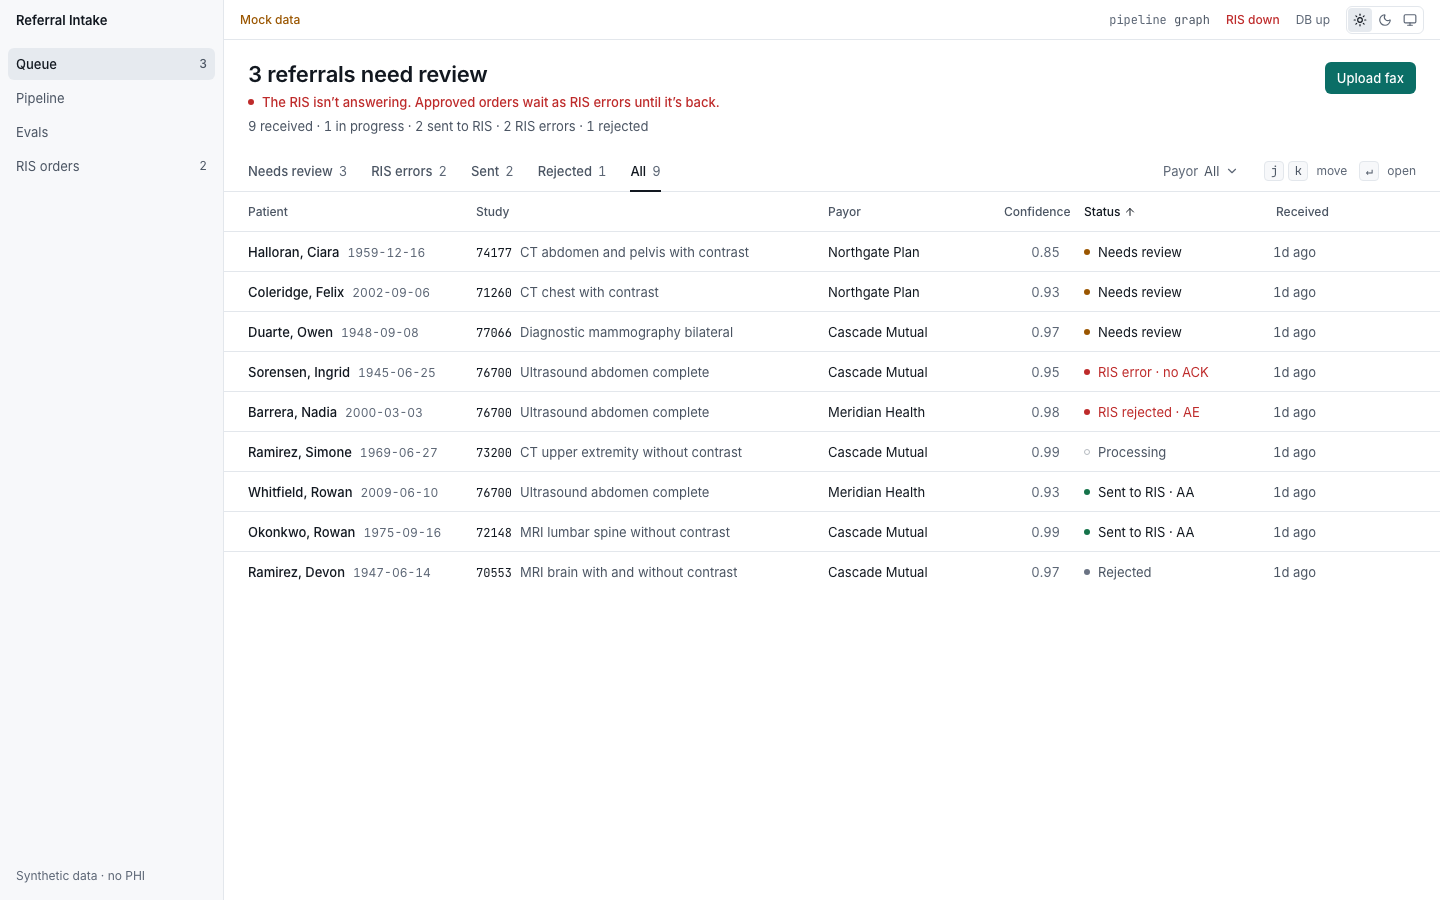 Referral Intake
Mock data
pipeline graph RIS down DB up
Queue 3
Pipeline
Evals
RIS orders 2
3 referrals need review
Upload fax
The RIS isn’t answering. Approved orders wait as RIS errors until it’s back.
9 received · 1 in progress · 2 sent to RIS · 2 RIS errors · 1 rejected
Needs review 3 RIS errors 2 Sent 2 Rejected 1 All 9 Payor All j k move ↵ open
Patient Study Payor Confidence Status ↑ Received
Halloran, Ciara 1959-12-16 74177 CT abdomen and pelvis with contrast Northgate Plan 0.85 Needs review 1d ago
Coleridge, Felix 2002-09-06 71260 CT chest with contrast Northgate Plan 0.93 Needs review 1d ago
Duarte, Owen 1948-09-08 77066 Diagnostic mammography bilateral Cascade Mutual 0.97 Needs review 1d ago
Sorensen, Ingrid 1945-06-25 76700 Ultrasound abdomen complete Cascade Mutual 0.95 RIS error · no ACK 1d ago
Barrera, Nadia 2000-03-03 76700 Ultrasound abdomen complete Meridian Health 0.98 RIS rejected · AE 1d ago
Ramirez, Simone 1969-06-27 73200 CT upper extremity without contrast Cascade Mutual 0.99 Processing 1d ago
Whitfield, Rowan 2009-06-10 76700 Ultrasound abdomen complete Meridian Health 0.93 Sent to RIS · AA 1d ago
Okonkwo, Rowan 1975-09-16 72148 MRI lumbar spine without contrast Cascade Mutual 0.99 Sent to RIS · AA 1d ago
Ramirez, Devon 1947-06-14 70553 MRI brain with and without contrast Cascade Mutual 0.97 Rejected 1d ago
Synthetic data · no PHI